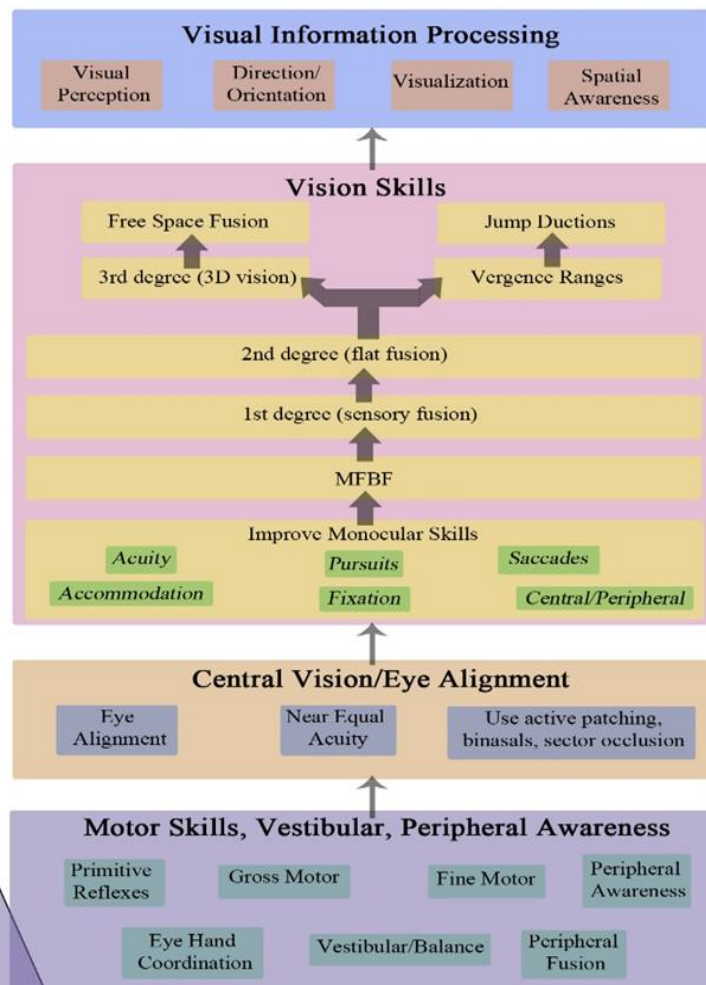 Visual Information Processing
Visual
Perception
Direction/
Orientation
Visualization
Spatial
Awareness
Vision Skills
Free Space Fusion
Jump Ductions
3rd degree (3D vision)
Vergence Ranges
2nd degree (flat fusion)
1st degree (sensory fusion)
MFBF
Improve Monocular Skills
Acuity
Pursuits
Saccades
Accommodation
Fixation
Central/Peripheral
Central Vision/Eye Alignment
Eye
Alignment
Near Equal
Acuity
Use active patching,
binasals, sector occlusion
Motor Skills, Vestibular, Peripheral Awareness
Primitive
Reflexes
Gross Motor
Fine Motor
Peripheral
Awareness
Eye Hand
Coordination
Vestibular/Balance
Peripheral
Fusion